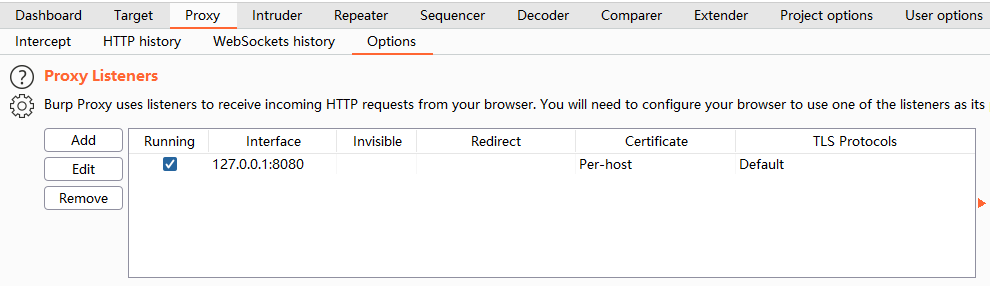 Dashboard Target Proxy Intruder Repeater Sequencer Decoder Comparer Extender Project options User options
Intercept HTTP history WebSockets history Options
? Proxy Listeners
Burp Proxy uses listeners to receive incoming HTTP requests from your browser. You will need to configure your browser to use one of the listeners as its
Add
Edit
Remove
Running Interface Invisible Redirect Certificate TLS Protocols
127.0.0.1:8080 Per-host Default